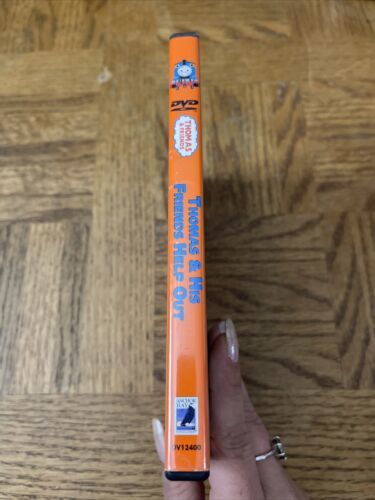 DVD
THOMAS
& FRIENDS
THOMAS & HIS
FRIENDS HELP OUT
ANCHOR
BAY
DV12400